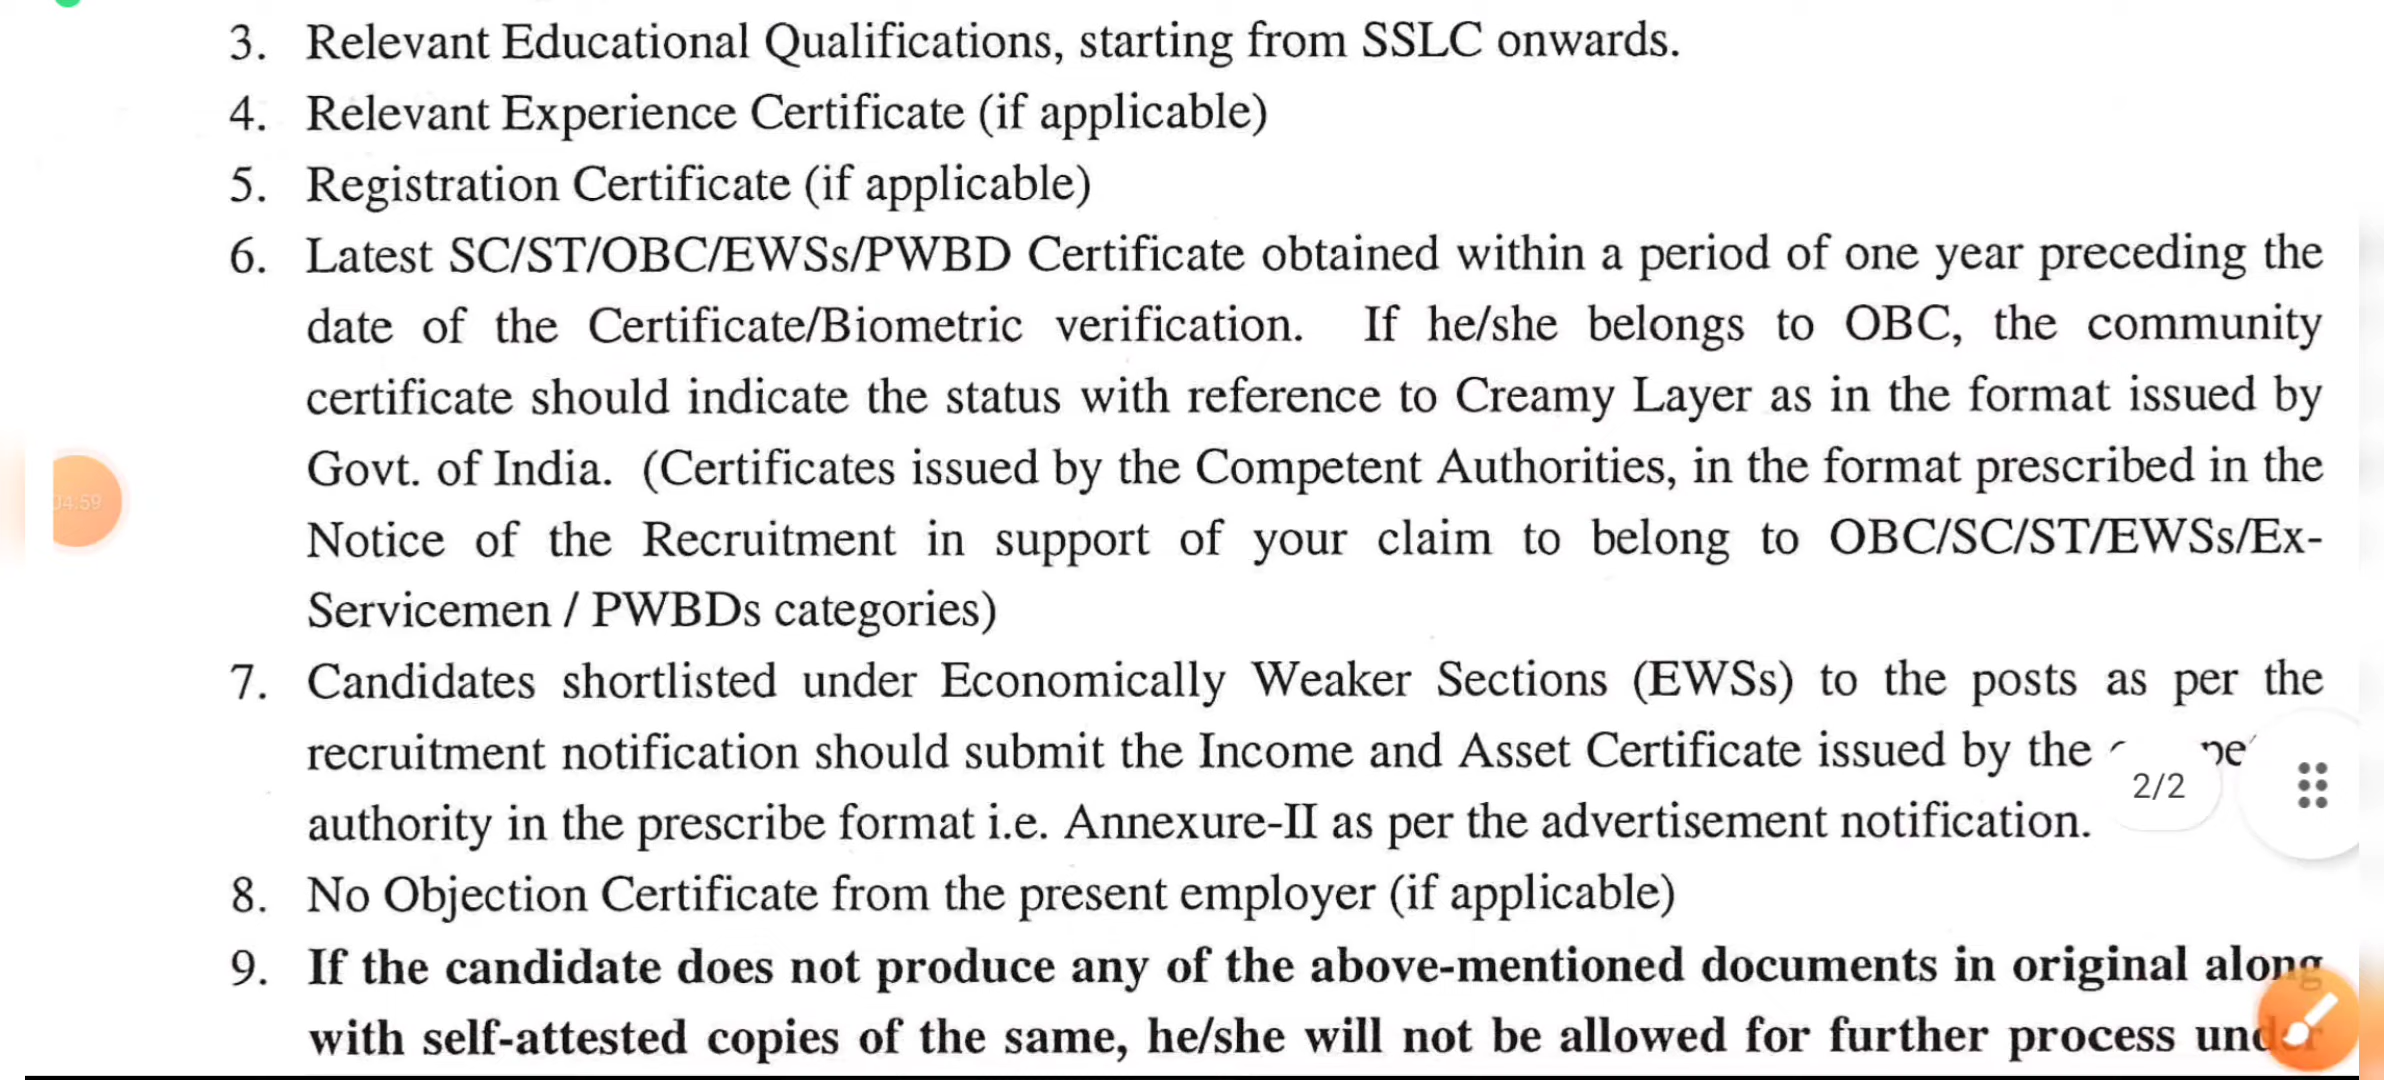 3. Relevant Educational Qualifications, starting from SSLC onwards.
4. Relevant Experience Certificate (if applicable)
5. Registration Certificate (if applicable)
6. Latest SC/ST/OBC/EWSs/PWBD Certificate obtained within a period of one year preceding the
date of the Certificate/Biometric verification. If he/she belongs to OBC, the community
certificate should indicate the status with reference to Creamy Layer as in the format issued by
Govt. of India. (Certificates issued by the Competent Authorities, in the format prescribed in the
Notice of the Recruitment in support of your claim to belong to OBC/SC/ST/EWSs/Ex-
Servicemen / PWBDs categories)
04:59
7. Candidates shortlisted under Economically Weaker Sections (EWSs) to the posts as per the
recruitment notification should submit the Income and Asset Certificate issued by the
2/2
authority in the prescribe format i.e. Annexure-II as per the advertisement notification.
8. No Objection Certificate from the present employer (if applicable)
9. If the candidate does not produce any of the above-mentioned documents in original along
with self-attested copies of the same, he/she will not be allowed for further process under